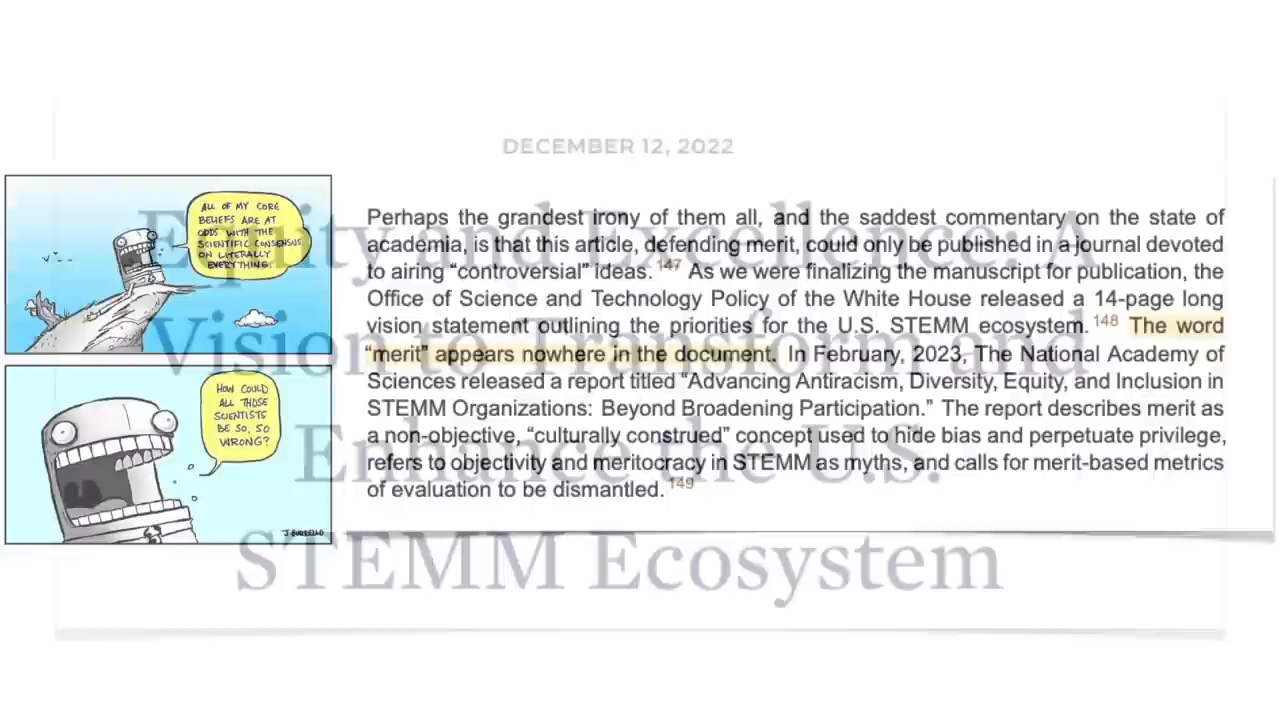 DECEMBER 12, 2022
Equity and Excellence: A
Vision to Transform and
Enhance the U.S.
STEMM Ecosystem
ALL OF MY CORE
BELIEFS ARE AT
ODDS WITH THE
SCIENTIFIC CONSENSUS
ON LITERALLY
EVERYTHING.
HOW COULD
ALL THOSE
SCIENTISTS
BE SO, SO
WRONG?
Perhaps the grandest irony of them all, and the saddest commentary on the state of
academia, is that this article, defending merit, could only be published in a journal devoted
to airing “controversial” ideas. 147 As we were finalizing the manuscript for publication, the
Office of Science and Technology Policy of the White House released a 14-page long
vision statement outlining the priorities for the U.S. STEMM ecosystem. 148 The word
“merit” appears nowhere in the document. In February, 2023, The National Academy of
Sciences released a report titled “Advancing Antiracism, Diversity, Equity, and Inclusion in
STEMM Organizations: Beyond Broadening Participation.” The report describes merit as
a non-objective, “culturally construed” concept used to hide bias and perpetuate privilege,
refers to objectivity and meritocracy in STEMM as myths, and calls for merit-based metrics
of evaluation to be dismantled. 149